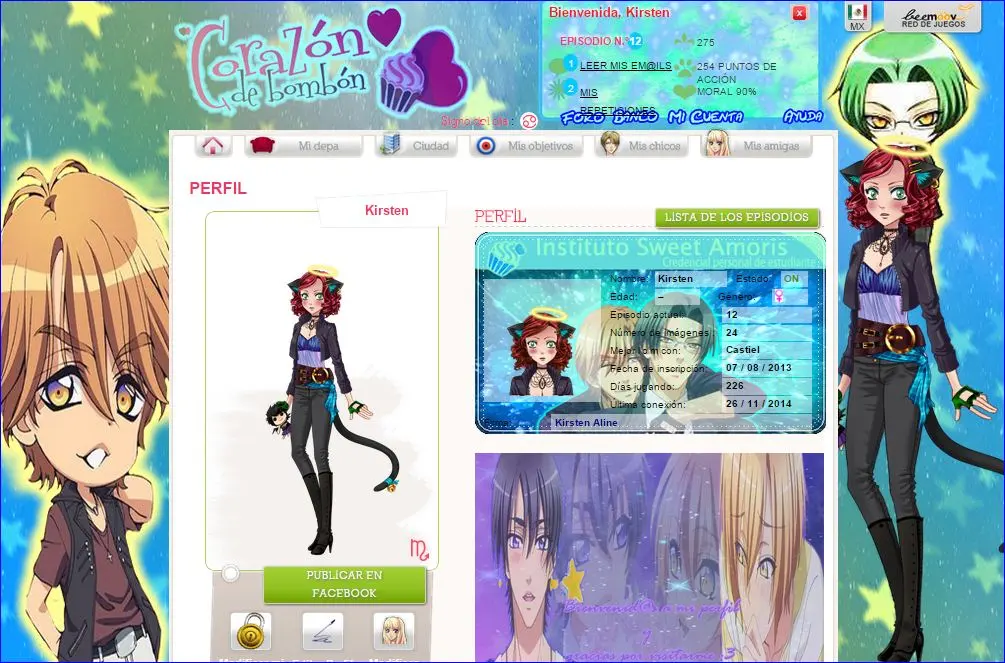 Corazón
de bombón
Bienvenida, Kirsten
x
MX
beemoov
RED DE JUEGOS
EPISODIO N.°12
275
1 LEER MIS EM@ILS
254 PUNTOS DE
ACCIÓN
2 MIS
REPETICIONES
MORAL 90%
Signo del día :
Foro Banco Mi Cuenta Ayuda
Mi depa
Ciudad
Mis objetivos
Mis chicos
Mis amigas
PERFIL
Kirsten
PERFIL
LISTA DE LOS EPISODIOS
Instituto Sweet Amoris
Credencial personal de estudiante
Nombre: Kirsten Estado: ON
Edad: – Género:
Episodio actual: 12
Número de imágenes: 24
Mejor l.o.m con: Castiel
Fecha de inscripción: 07 / 08 / 2013
Días jugando: 226
Última conexión: 26 / 11 / 2014
Kirsten Aline
PUBLICAR EN
FACEBOOK
Bienvenid@s a mi perfil
y
gracias por visitarme :3